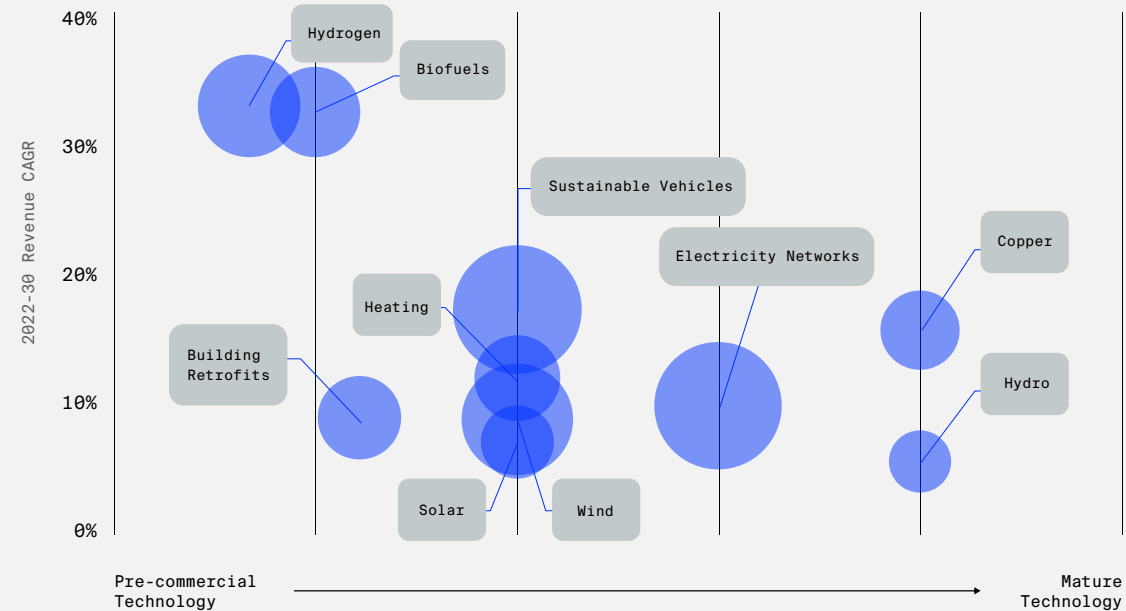 40%
30%
20%
10%
0%
2022-30 Revenue CAGR
Hydrogen
Biofuels
Sustainable Vehicles
Electricity Networks
Copper
Heating
Building
Retrofits
Hydro
Solar
Wind
Pre-commercial
Technology
Mature
Technology